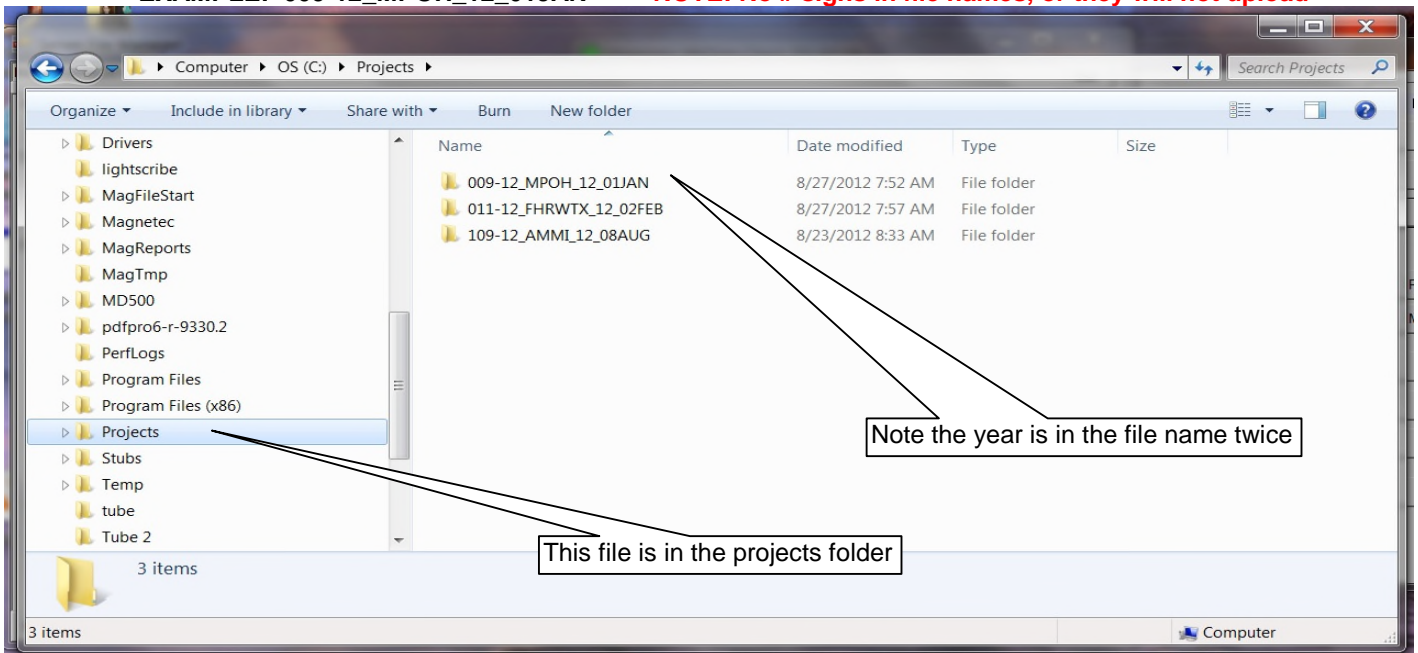 Computer ▸ OS (C:) ▸ Projects ▸
Search Projects
Organize Include in library Share with Burn New folder
Drivers
lightscribe
MagFileStart
Magnetec
MagReports
MagTmp
MD500
pdfpro6-r-9330.2
PerfLogs
Program Files
Program Files (x86)
Projects
Stubs
Temp
tube
Tube 2
Name Date modified Type Size
009-12_MPOH_12_01JAN 8/27/2012 7:52 AM File folder
011-12_FHRWTX_12_02FEB 8/27/2012 7:57 AM File folder
109-12_AMMI_12_08AUG 8/23/2012 8:33 AM File folder
Note the year is in the file name twice
This file is in the projects folder
3 items
3 items
Computer